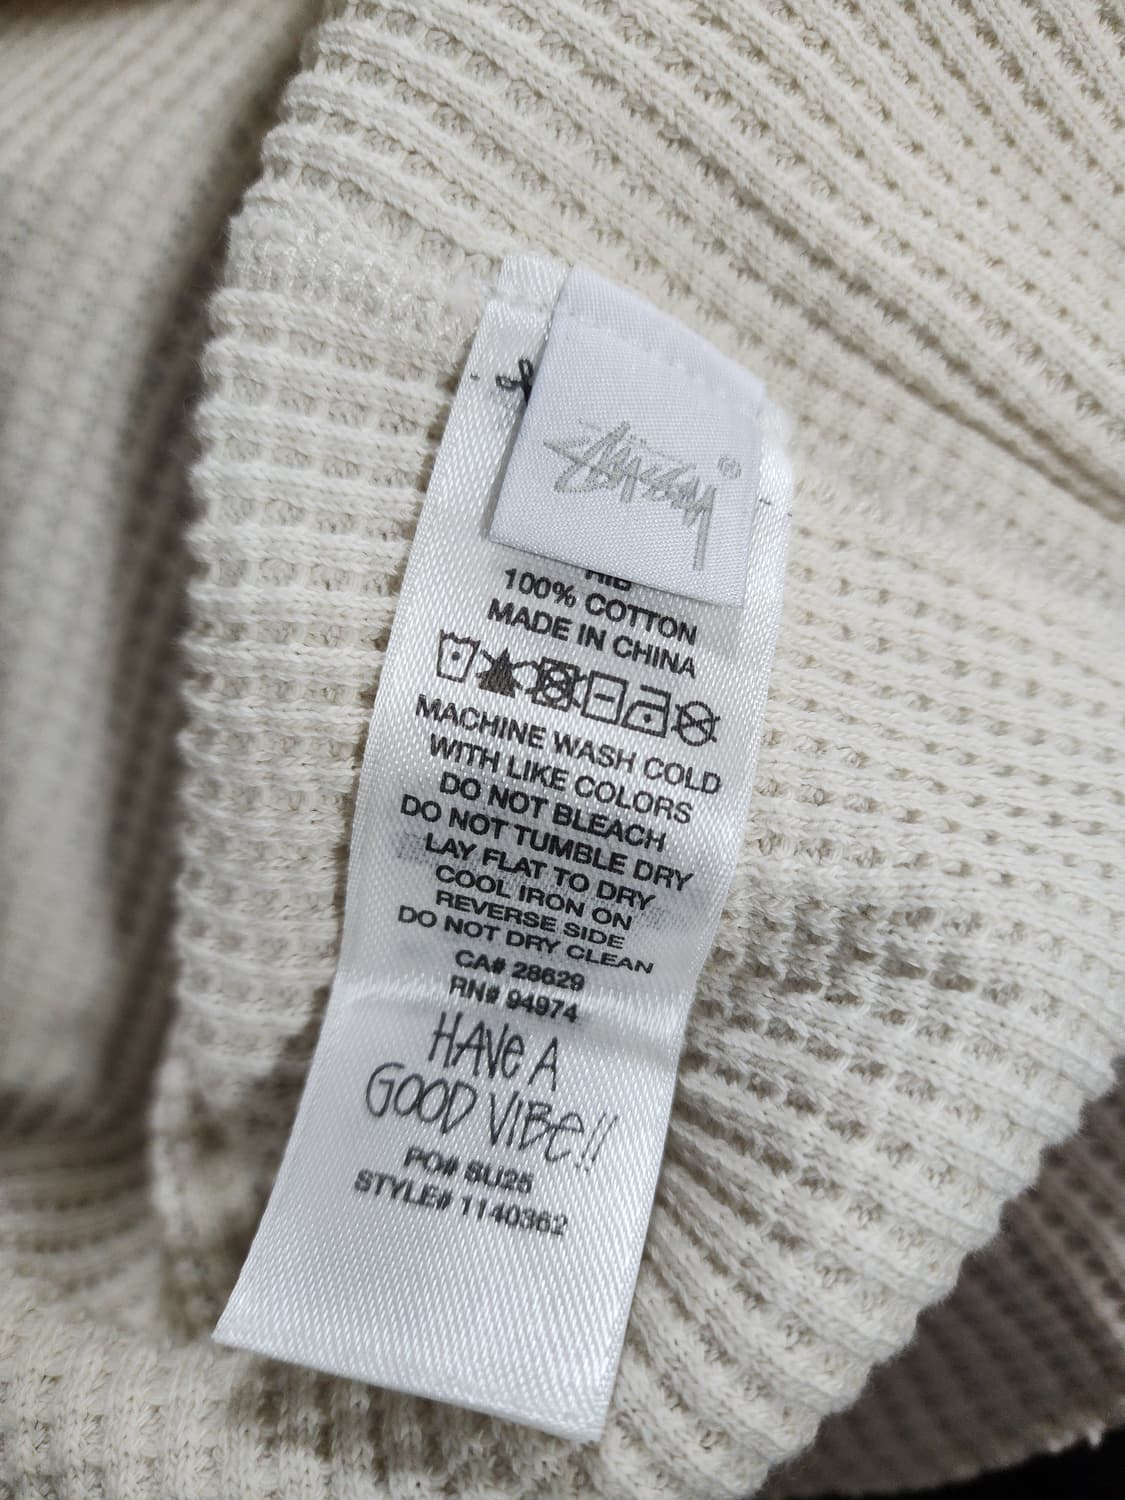 Stüssy®
RIB
100% COTTON
MADE IN CHINA
MACHINE WASH COLD
WITH LIKE COLORS
DO NOT BLEACH
DO NOT TUMBLE DRY
LAY FLAT TO DRY
COOL IRON ON
REVERSE SIDE
DO NOT DRY CLEAN
CA# 28629
RN# 94974
HAVE A
GOOD VIBE!!
PO# SU25
STYLE# 1140362